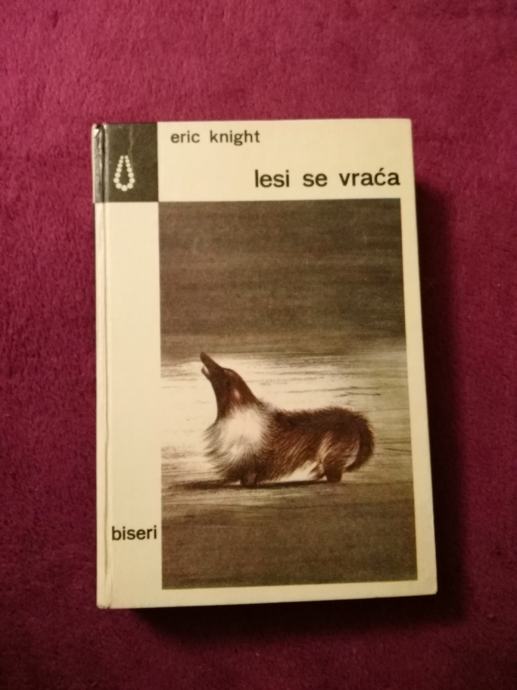 eric knight
lesi se vraća
biseri